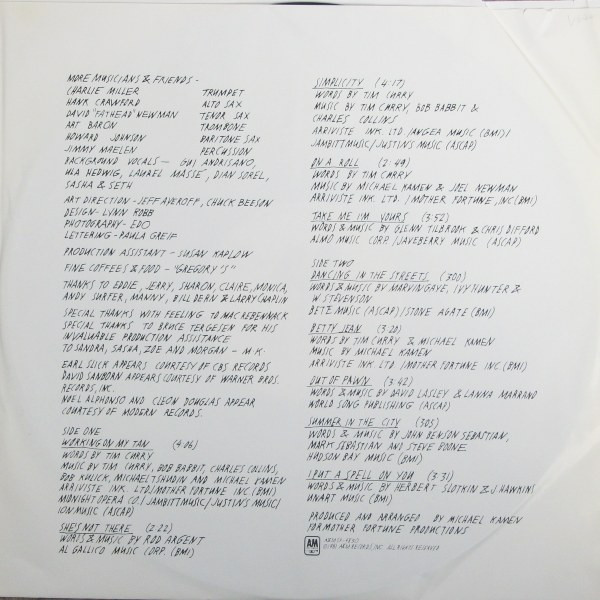 MORE MUSICIANS & FRIENDS -
CHARLIE MILLER TRUMPET
HANK CRAWFORD ALTO SAX
DAVID "FATHEAD" NEWMAN TENOR SAX
ART BARON TROMBONE
HOWARD JOHNSON BARITONE SAX
JIMMY MAELEN PERCUSSION
BACKGROUND VOCALS - GUI ANDRISANO,
ULA HEDWIG, LAUREL MASSÉ, DIAN SOREL,
SASHA & SETH
ART DIRECTION - JEFF AYEROFF, CHUCK BEESON
DESIGN - LYNN ROBB
PHOTOGRAPHY - EDO
LETTERING - PAULA GREIF
PRODUCTION ASSISTANT - SUSAN KAPLOW
FINE COFFEES & FOOD - "GREGORY'S"
THANKS TO EDDIE, JERRY, SHARON, CLAIRE, MONICA,
ANDY SURFER, MANNY, BILL DEHN & LARRY CHAPLIN
SPECIAL THANKS WITH FEELING TO MAC REBENNACK
SPECIAL THANKS TO BRUCE TERGESEN FOR HIS
INVALUABLE PRODUCTION ASSISTANCE
TO SANDRA, SASHA, ZOE AND MORGAN - M.K.
EARL SLICK APPEARS COURTESY OF CBS RECORDS
DAVID SANBORN APPEARS COURTESY OF WARNER BROS.
RECORDS, INC.
NOEL ALPHONSO AND CLEON DOUGLAS APPEAR
COURTESY OF MODERN RECORDS.
SIDE ONE
WORKING ON MY TAN (4:06)
WORDS BY TIM CURRY
MUSIC BY TIM CURRY, BOB BABBIT, CHARLES COLLINS,
BOB KULICK, MICHAEL TSHUDIN AND MICHAEL KAMEN
ARRIVISTE INK. LTD/MOTHER FORTUNE INC (BMI)
MIDNIGHT OPERA CO./JAMBITT MUSIC/JUSTIN'S MUSIC/
ION MUSIC (ASCAP)
SHE'S NOT THERE (2:22)
WORDS & MUSIC BY ROD ARGENT
AL GALLICO MUSIC CORP. (BMI)
SIMPLICITY (4:17)
WORDS BY TIM CURRY
MUSIC BY TIM CURRY, BOB BABBIT &
CHARLES COLLINS
ARRIVISTE INK. LTD /ANGEA MUSIC (BMI)/
JAMBITT MUSIC/JUSTIN'S MUSIC (ASCAP)
ON A ROLL (2:49)
WORDS BY TIM CURRY
MUSIC BY MICHAEL KAMEN & JOEL NEWMAN
ARRIVISTE INK. LTD. /MOTHER FORTUNE, INC (BMI)
TAKE ME I'M YOURS (3:52)
WORDS & MUSIC BY GLENN TILBROOK & CHRIS DIFFORD
ALMO MUSIC CORP. /JAVEBERRY MUSIC (ASCAP)
SIDE TWO
DANCING IN THE STREETS (3:00)
WORDS & MUSIC BY MARVIN GAYE, IVY HUNTER &
W. STEVENSON
BETE MUSIC (ASCAP)/STONE AGATE (BMI)
BETTY JEAN (3:20)
WORDS BY TIM CURRY & MICHAEL KAMEN
MUSIC BY MICHAEL KAMEN
ARRIVISTE INK LTD /MOTHER FORTUNE INC (BMI)
OUT OF PAWN (3:42)
WORDS & MUSIC BY DAVID LASLEY & LANNA MARRANO
WORLD SONG PUBLISHING (ASCAP)
SUMMER IN THE CITY (3:05)
WORDS & MUSIC BY JOHN BENSON SEBASTIAN,
MARK SEBASTIAN AND STEVE BOONE
HUDSON BAY MUSIC (BMI)
I PUT A SPELL ON YOU (3:31)
WORDS & MUSIC BY HERBERT SLOTKIN & J. HAWKINS
UNART MUSIC (BMI)
PRODUCED AND ARRANGED BY MICHAEL KAMEN
FOR MOTHER FORTUNE PRODUCTIONS
A&M
A&M RECORDS, INC. ALL RIGHTS RESERVED